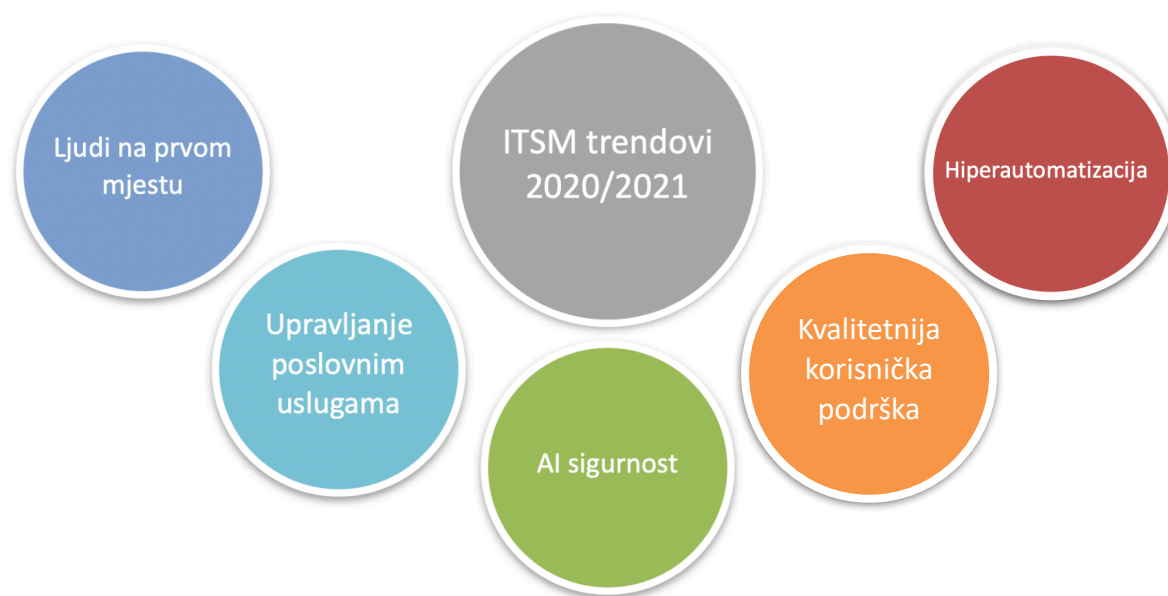 Ljudi na prvom
mjestu
ITSM trendovi
2020/2021
Hiperautomatizacija
Upravljanje
poslovnim
uslugama
Kvalitetnija
korisnička
podrška
AI sigurnost